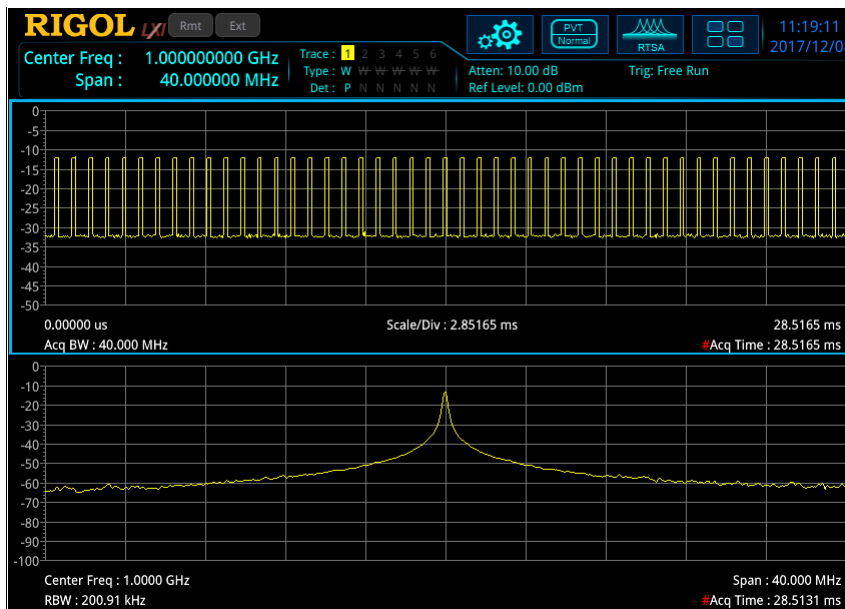 RIGOL LXI Rmt Ext
PVT
Normal
RTSA
11:19:11
2017/12/0
Center Freq : 1.000000000 GHz
Span : 40.000000 MHz
Trace : 1 2 3 4 5 6
Type : W W W W W W
Det : P N N N N N
Atten: 10.00 dB
Ref Level: 0.00 dBm
Trig: Free Run
0
-5
-10
-15
-20
-25
-30
-35
-40
-45
-50
0.00000 us Scale/Div : 2.85165 ms 28.5165 ms
Acq BW : 40.000 MHz #Acq Time : 28.5165 ms
0
-10
-20
-30
-40
-50
-60
-70
-80
-90
-100
Center Freq : 1.0000 GHz Span : 40.000 MHz
RBW : 200.91 kHz #Acq Time : 28.5131 ms